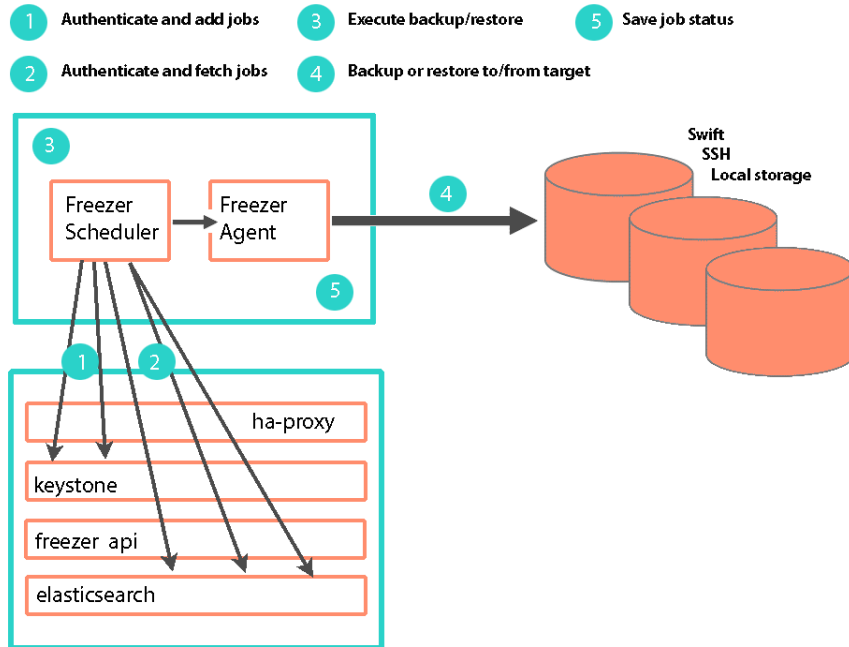 1 Authenticate and add jobs
3 Execute backup/restore
5 Save job status
2 Authenticate and fetch jobs
4 Backup or restore to/from target
3
Swift
SSH
Local storage
Freezer
Scheduler
Freezer
Agent
4
5
1
2
ha-proxy
keystone
freezer api
elasticsearch